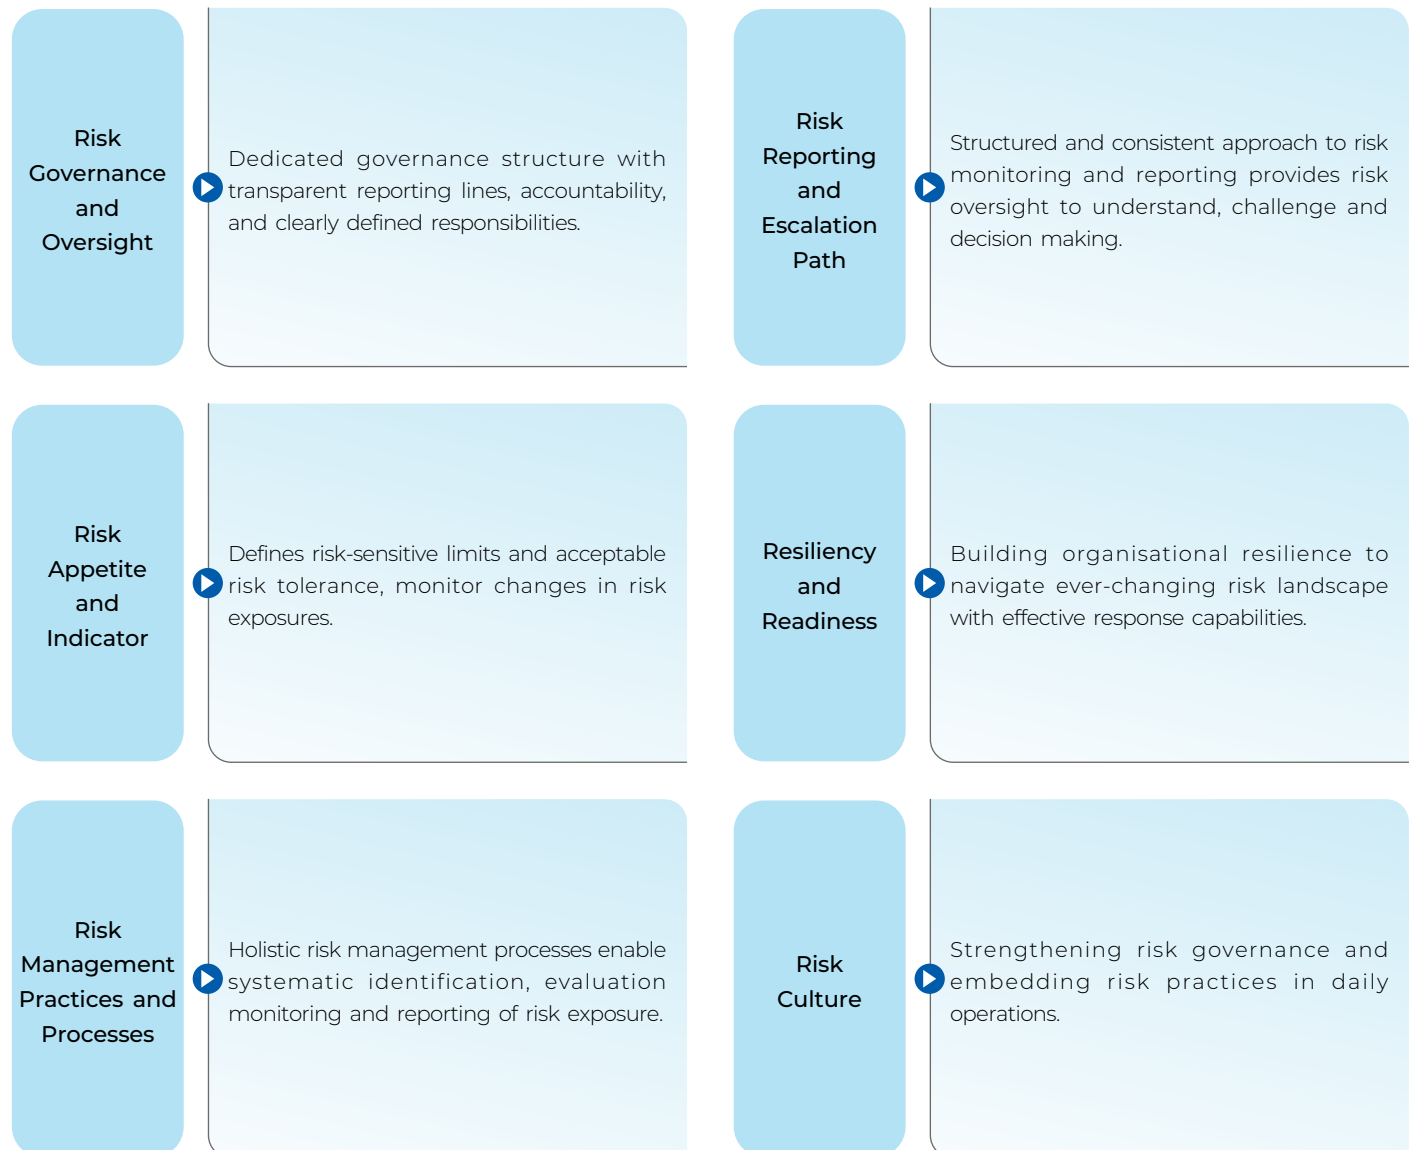 Risk
Governance
and
Oversight
Dedicated governance structure with
transparent reporting lines, accountability,
and clearly defined responsibilities.
Risk
Reporting
and
Escalation
Path
Structured and consistent approach to risk
monitoring and reporting provides risk
oversight to understand, challenge and
decision making.
Risk
Appetite
and
Indicator
Defines risk-sensitive limits and acceptable
risk tolerance, monitor changes in risk
exposures.
Resiliency
and
Readiness
Building organisational resilience to
navigate ever-changing risk landscape
with effective response capabilities.
Risk
Management
Practices and
Processes
Holistic risk management processes enable
systematic identification, evaluation
monitoring and reporting of risk exposure.
Risk
Culture
Strengthening risk governance and
embedding risk practices in daily
operations.